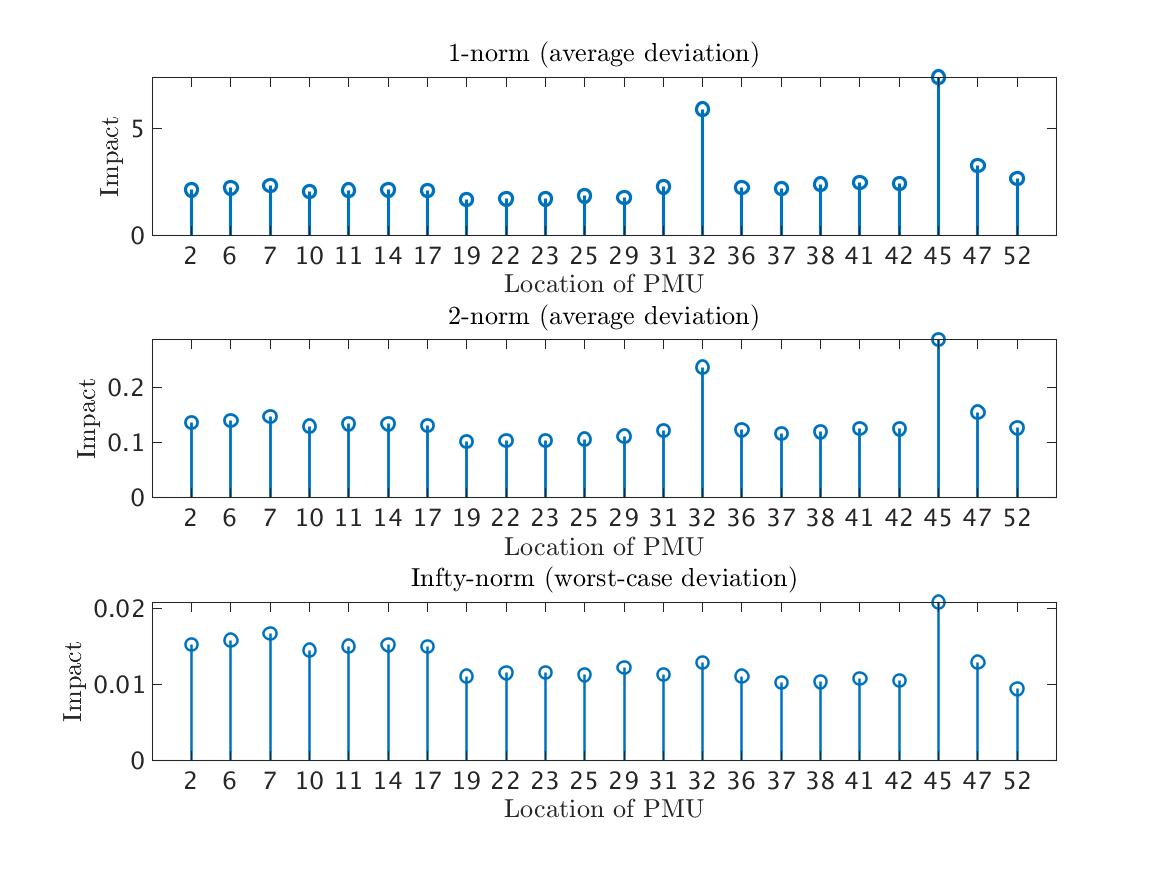 1-norm (average deviation)
Impact
5
0
2 6 7 10 11 14 17 19 22 23 25 29 31 32 36 37 38 41 42 45 47 52
Location of PMU
2-norm (average deviation)
Impact
0.2
0.1
0
2 6 7 10 11 14 17 19 22 23 25 29 31 32 36 37 38 41 42 45 47 52
Location of PMU
Infty-norm (worst-case deviation)
Impact
0.02
0.01
0
2 6 7 10 11 14 17 19 22 23 25 29 31 32 36 37 38 41 42 45 47 52
Location of PMU